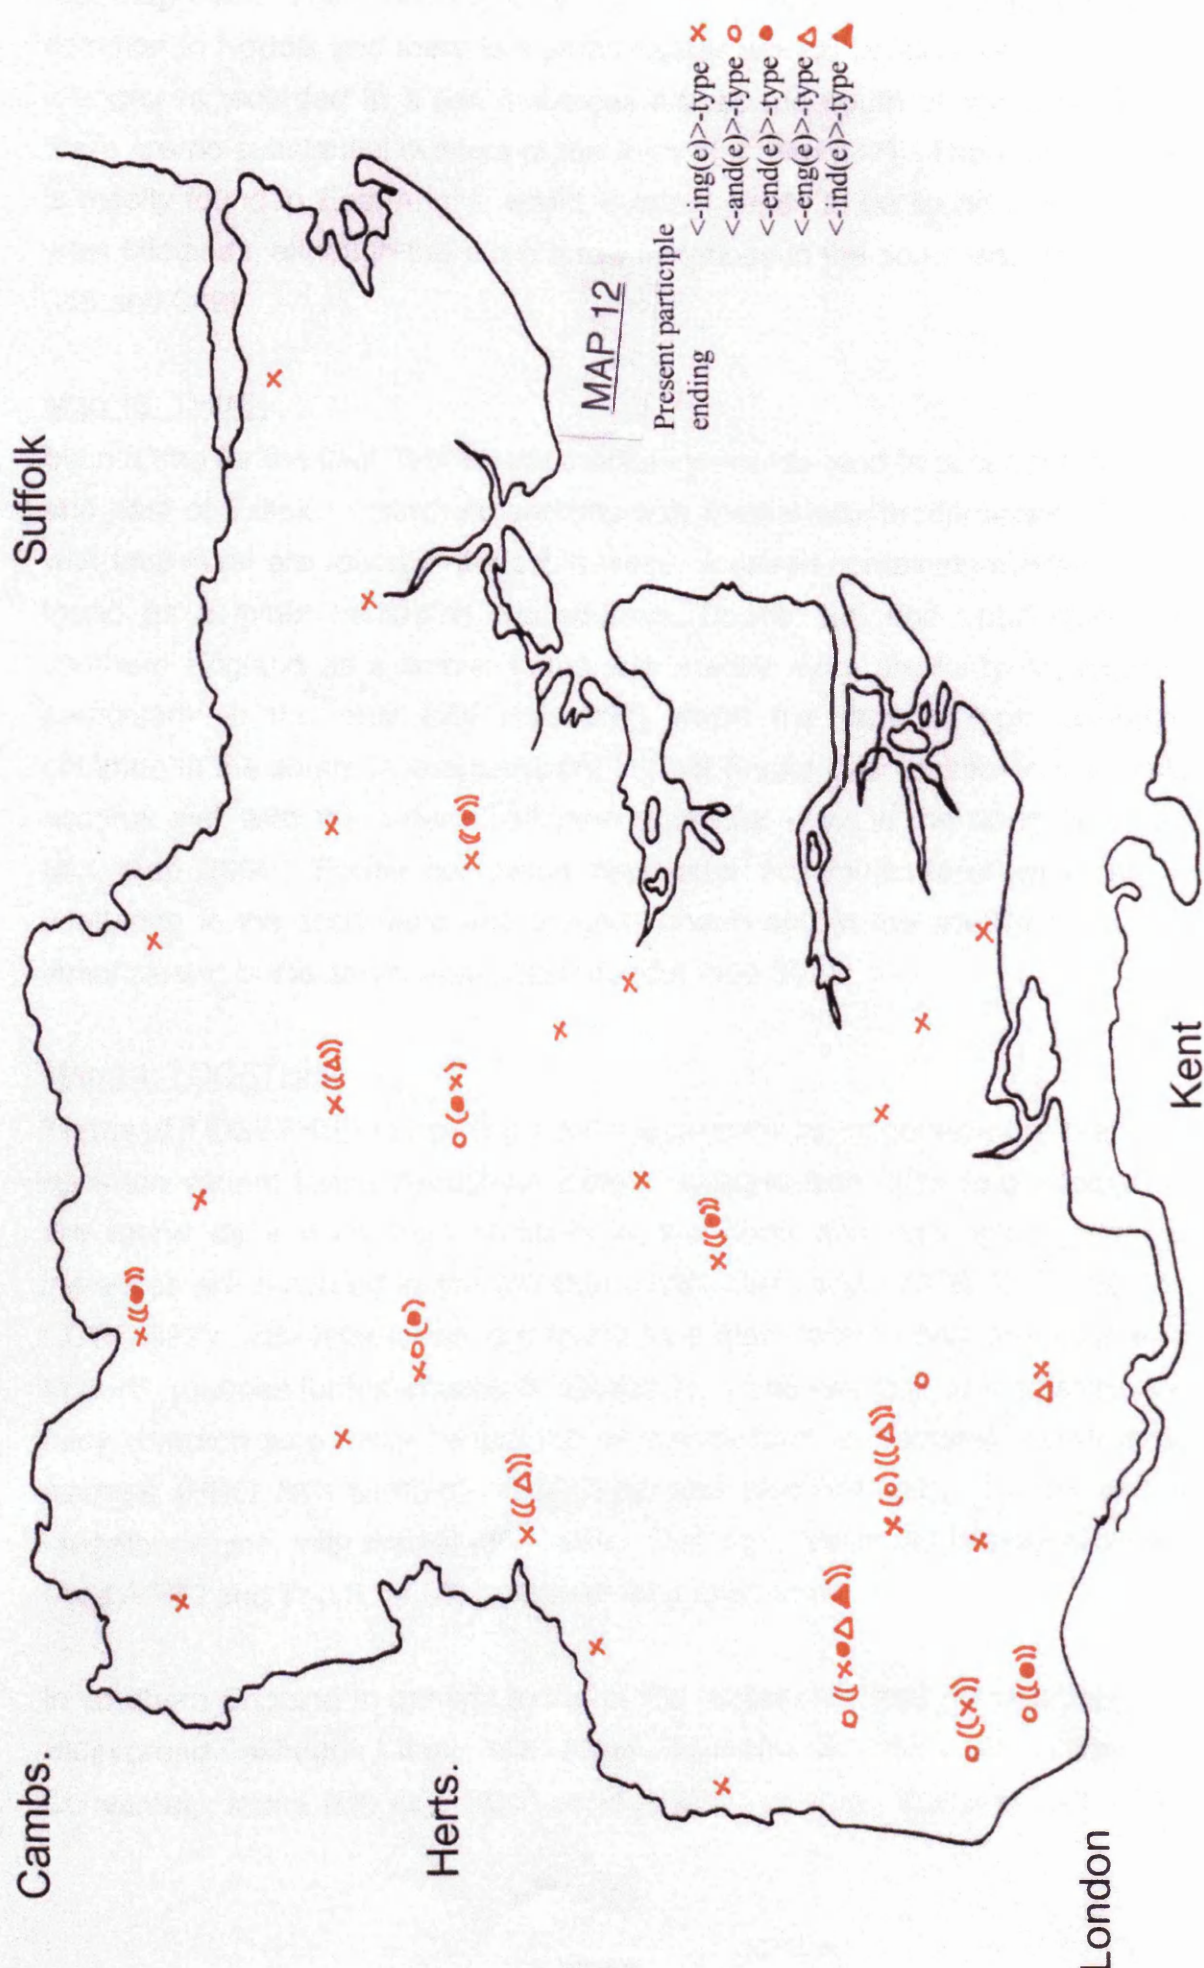 Cambs.
Suffolk
Herts.
London
Kent
MAP 12
Present participle
ending
<-ing(e)>-type ×
<-and(e)>-type ○
<-end(e)>-type ●
<-eng(e)>-type △
<-ind(e)>-type ▲